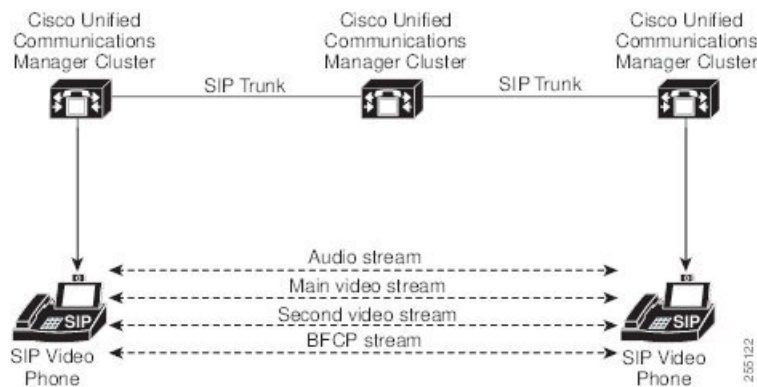 Cisco Unified
Communications
Manager Cluster
Cisco Unified
Communications
Manager Cluster
Cisco Unified
Communications
Manager Cluster
SIP Trunk
SIP Trunk
Audio stream
Main video stream
Second video stream
BFCP stream
SIP
SIP
SIP Video
Phone
SIP Video
Phone
255122